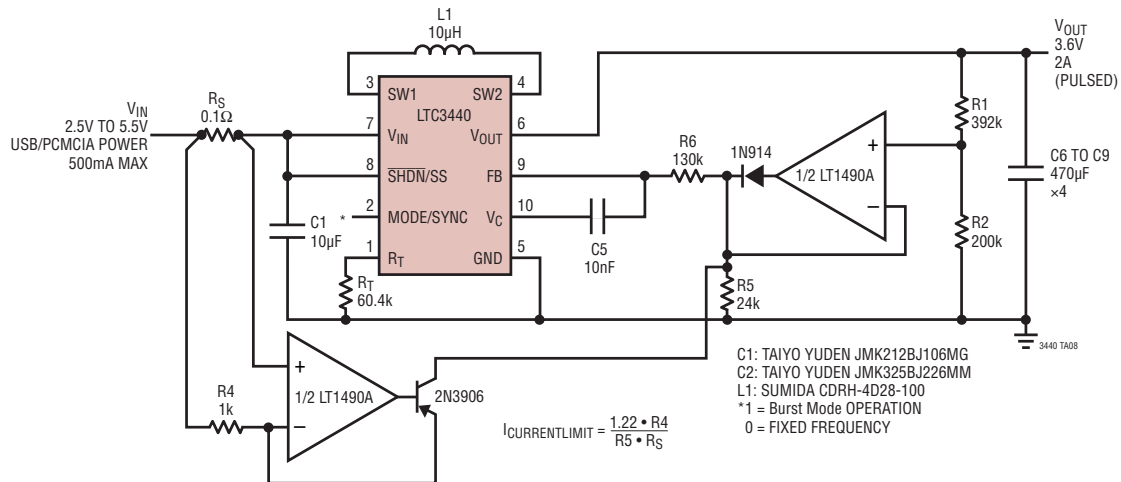 L1
10µH
3
4
SW1
SW2
LTC3440
VIN
2.5V TO 5.5V
USB/PCMCIA POWER
500mA MAX
RS
0.1Ω
7
VIN
VOUT
6
8
SHDN/SS
FB
9
2
MODE/SYNC
VC
10
*
1
RT
GND
5
C1
10µF
RT
60.4k
C5
10nF
R6
130k
1N914
1/2 LT1490A
+
–
R1
392k
R2
200k
R5
24k
VOUT
3.6V
2A
(PULSED)
C6 TO C9
470µF
×4
3440 TA08
R4
1k
+
–
1/2 LT1490A
2N3906
ICURRENTLIMIT = 1.22 • R4
R5 • RS
C1: TAIYO YUDEN JMK212BJ106MG
C2: TAIYO YUDEN JMK325BJ226MM
L1: SUMIDA CDRH-4D28-100
*1 = Burst Mode OPERATION
0 = FIXED FREQUENCY